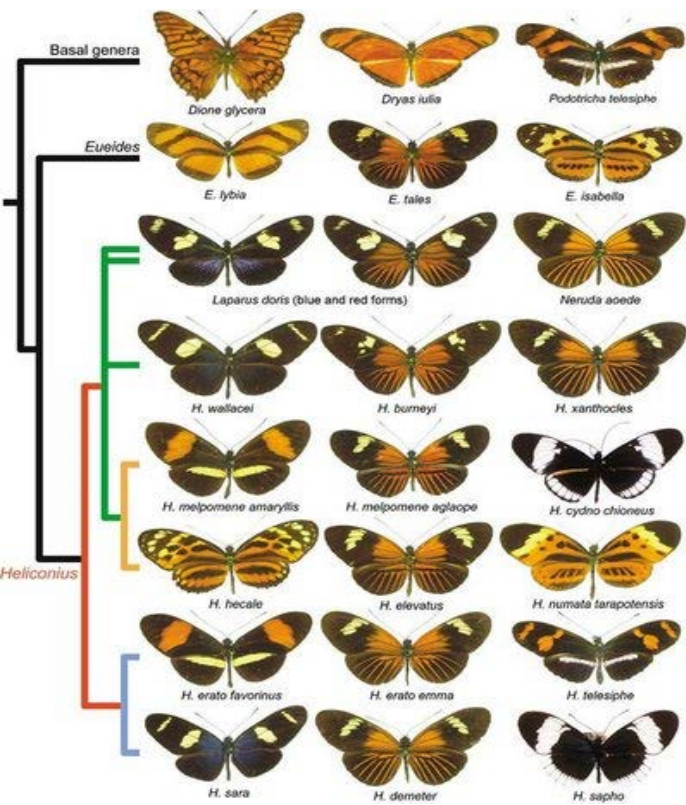 Basal genera
Dione glycera
Dryas iulia
Podotricha telesiphe
Eueides
E. lybia
E. tales
E. isabella
Laparus doris (blue and red forms)
Neruda aoede
H. wallacei
H. burneyi
H. xanthocles
H. melpomene amaryllis
H. melpomene aglaope
H. cydno chioneus
Heliconius
H. hecale
H. elevatus
H. numata tarapotensis
H. erato favorinus
H. erato emma
H. telesiphe
H. sara
H. demeter
H. sapho